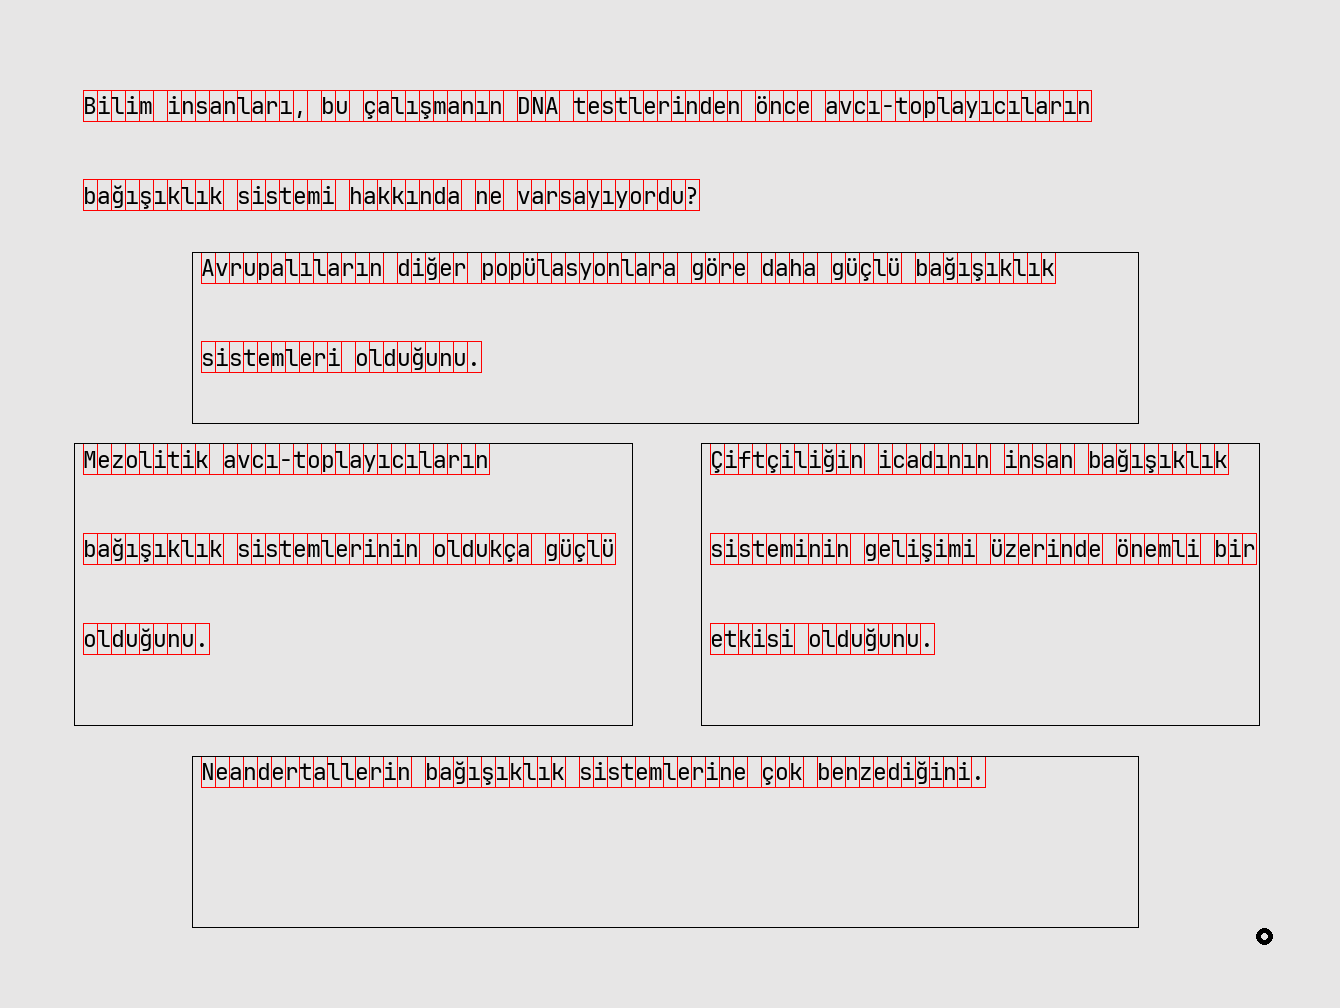 Bilim insanları, bu çalışmanın DNA testlerinden önce avcı-toplayıcıların
bağışıklık sistemi hakkında ne varsayıyordu?
Avrupalıların diğer popülasyonlara göre daha güçlü bağışıklık
sistemleri olduğunu.
Mezolitik avcı-toplayıcıların
bağışıklık sistemlerinin oldukça güçlü
olduğunu.
Çiftçiliğin icadının insan bağışıklık
sisteminin gelişimi üzerinde önemli bir
etkisi olduğunu.
Neandertallerin bağışıklık sistemlerine çok benzediğini.